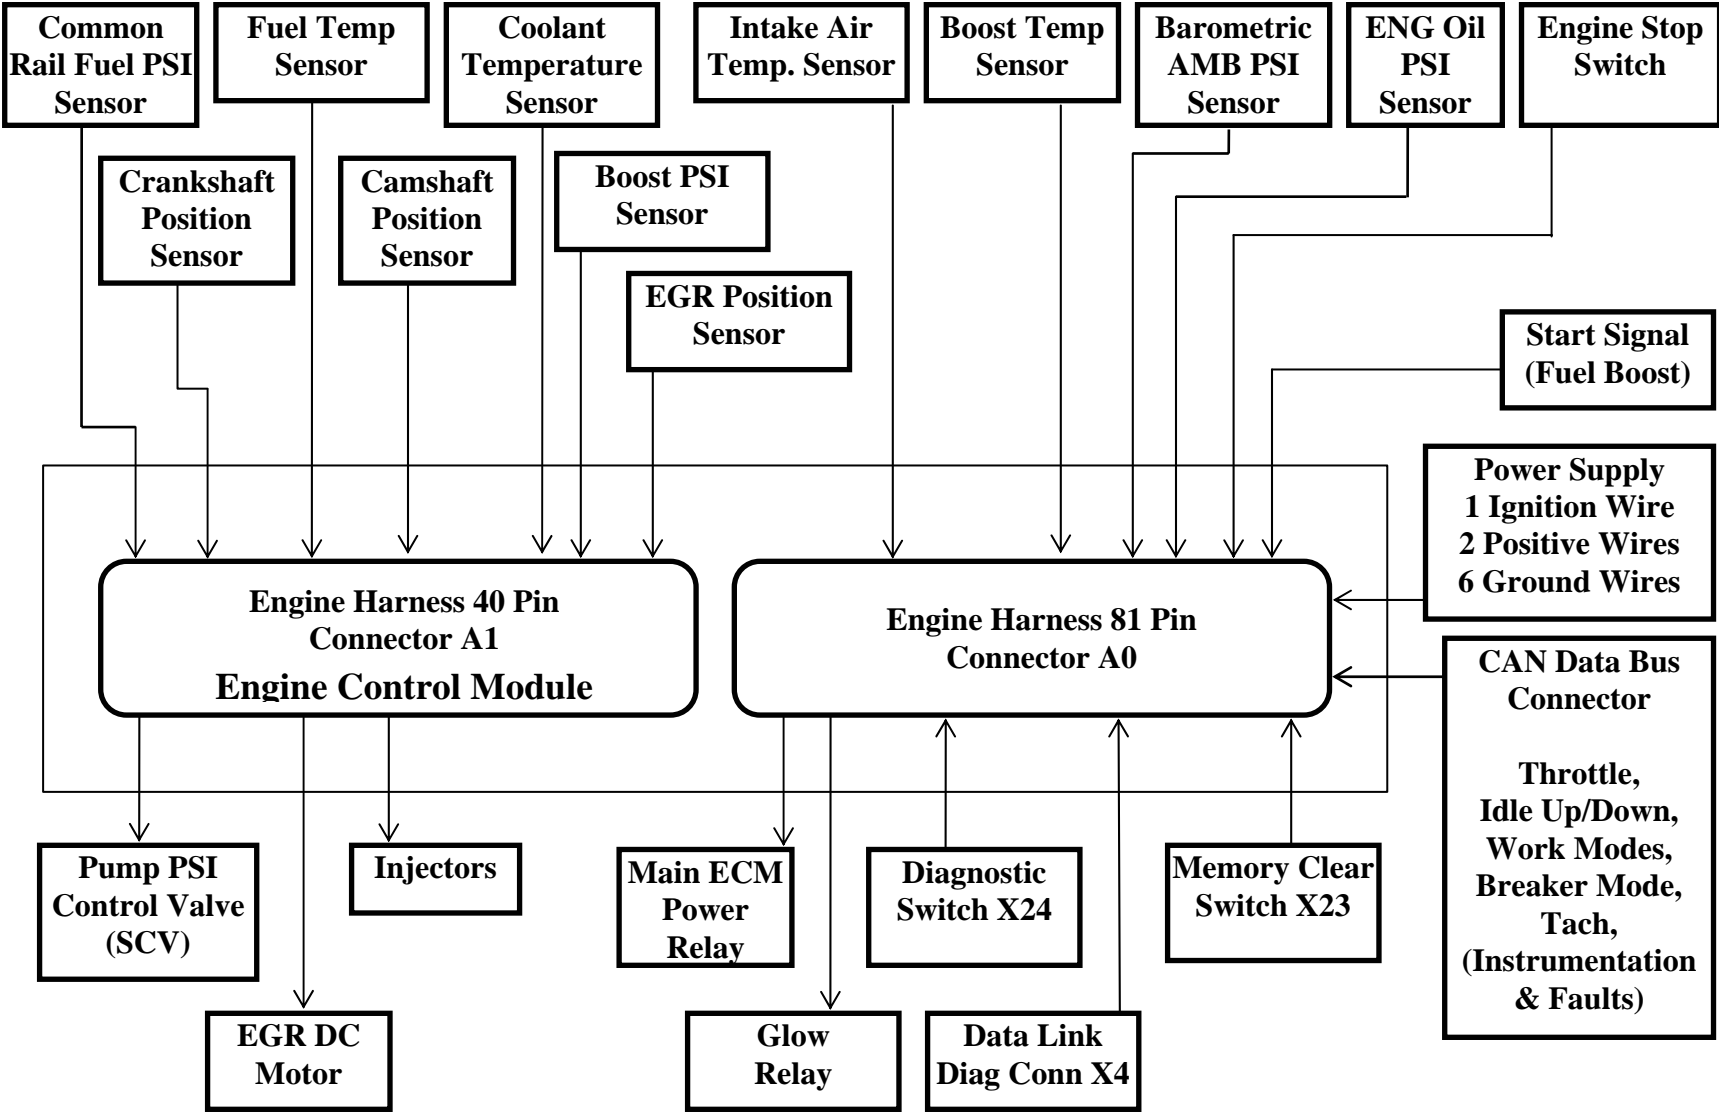 Common
Rail Fuel PSI
Sensor
Fuel Temp
Sensor
Coolant
Temperature
Sensor
Intake Air
Temp. Sensor
Boost Temp
Sensor
Barometric
AMB PSI
Sensor
ENG Oil
PSI
Sensor
Engine Stop
Switch
Crankshaft
Position
Sensor
Camshaft
Position
Sensor
Boost PSI
Sensor
EGR Position
Sensor
Start Signal
(Fuel Boost)
Power Supply
1 Ignition Wire
2 Positive Wires
6 Ground Wires
Engine Harness 40 Pin
Connector A1
Engine Control Module
Engine Harness 81 Pin
Connector A0
CAN Data Bus
Connector
Throttle,
Idle Up/Down,
Work Modes,
Breaker Mode,
Tach,
(Instrumentation
& Faults)
Pump PSI
Control Valve
(SCV)
Injectors
Main ECM
Power
Relay
Diagnostic
Switch X24
Memory Clear
Switch X23
EGR DC
Motor
Glow
Relay
Data Link
Diag Conn X4